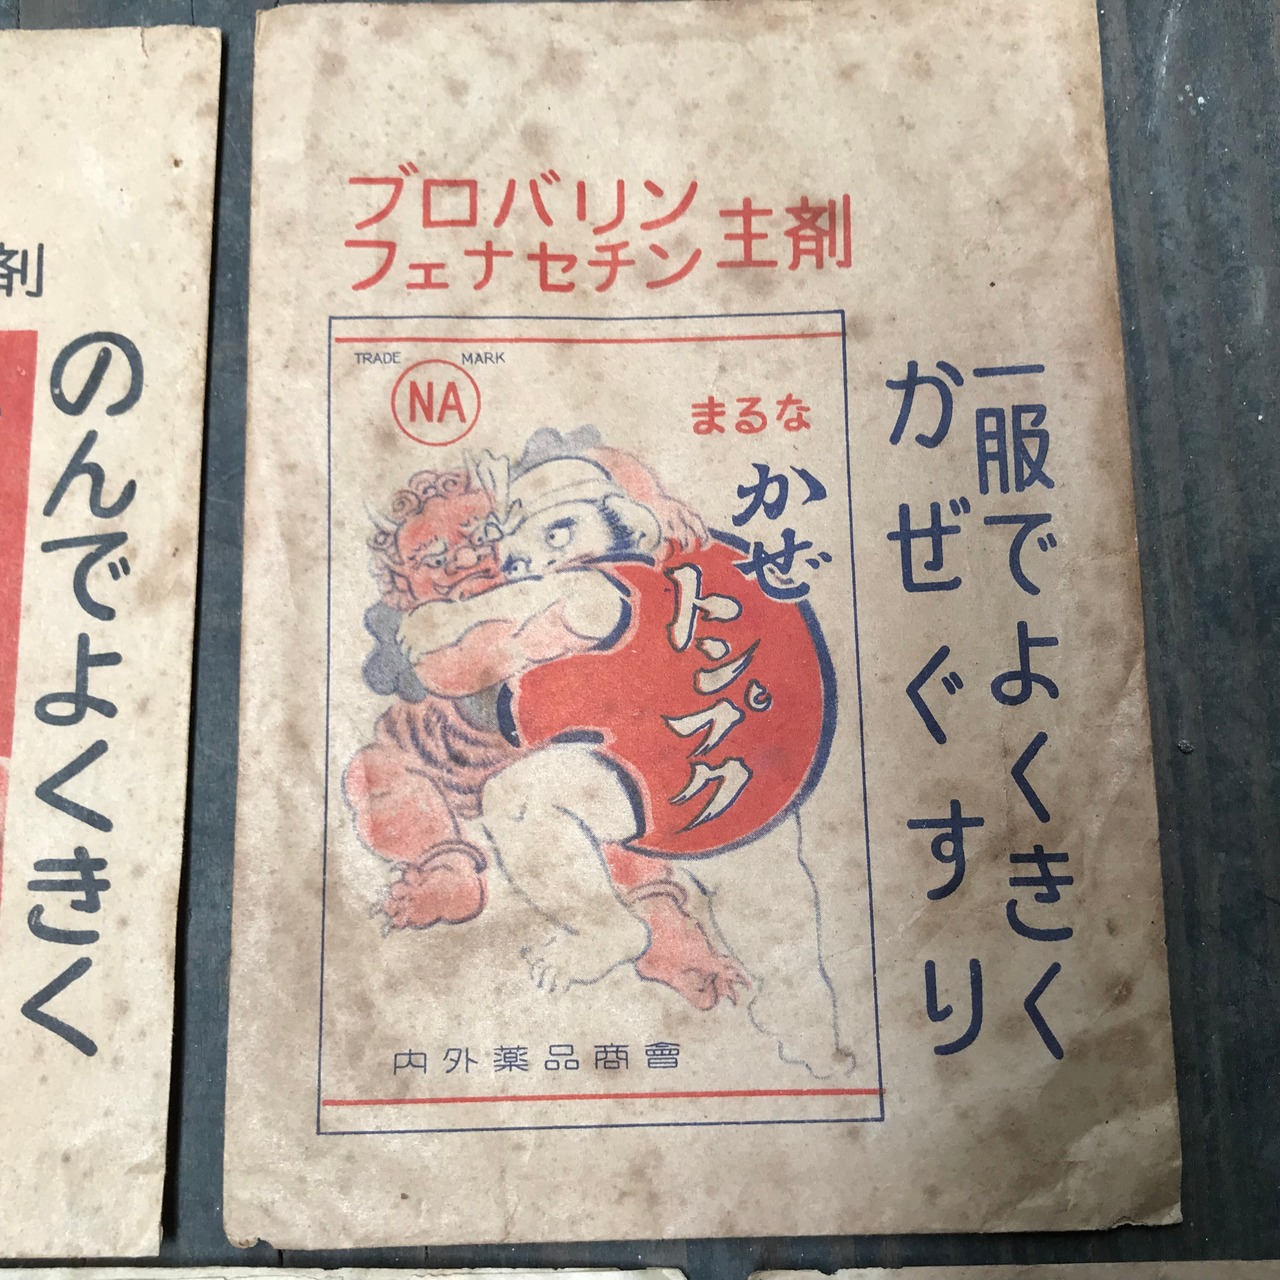 ブロバリン
フェナセチン
主剤
TRADE MARK
NA
まるな
かぜ
トンプク
内外薬品商會
一服でよくきく
かぜぐすり
剤
のんでよくきく